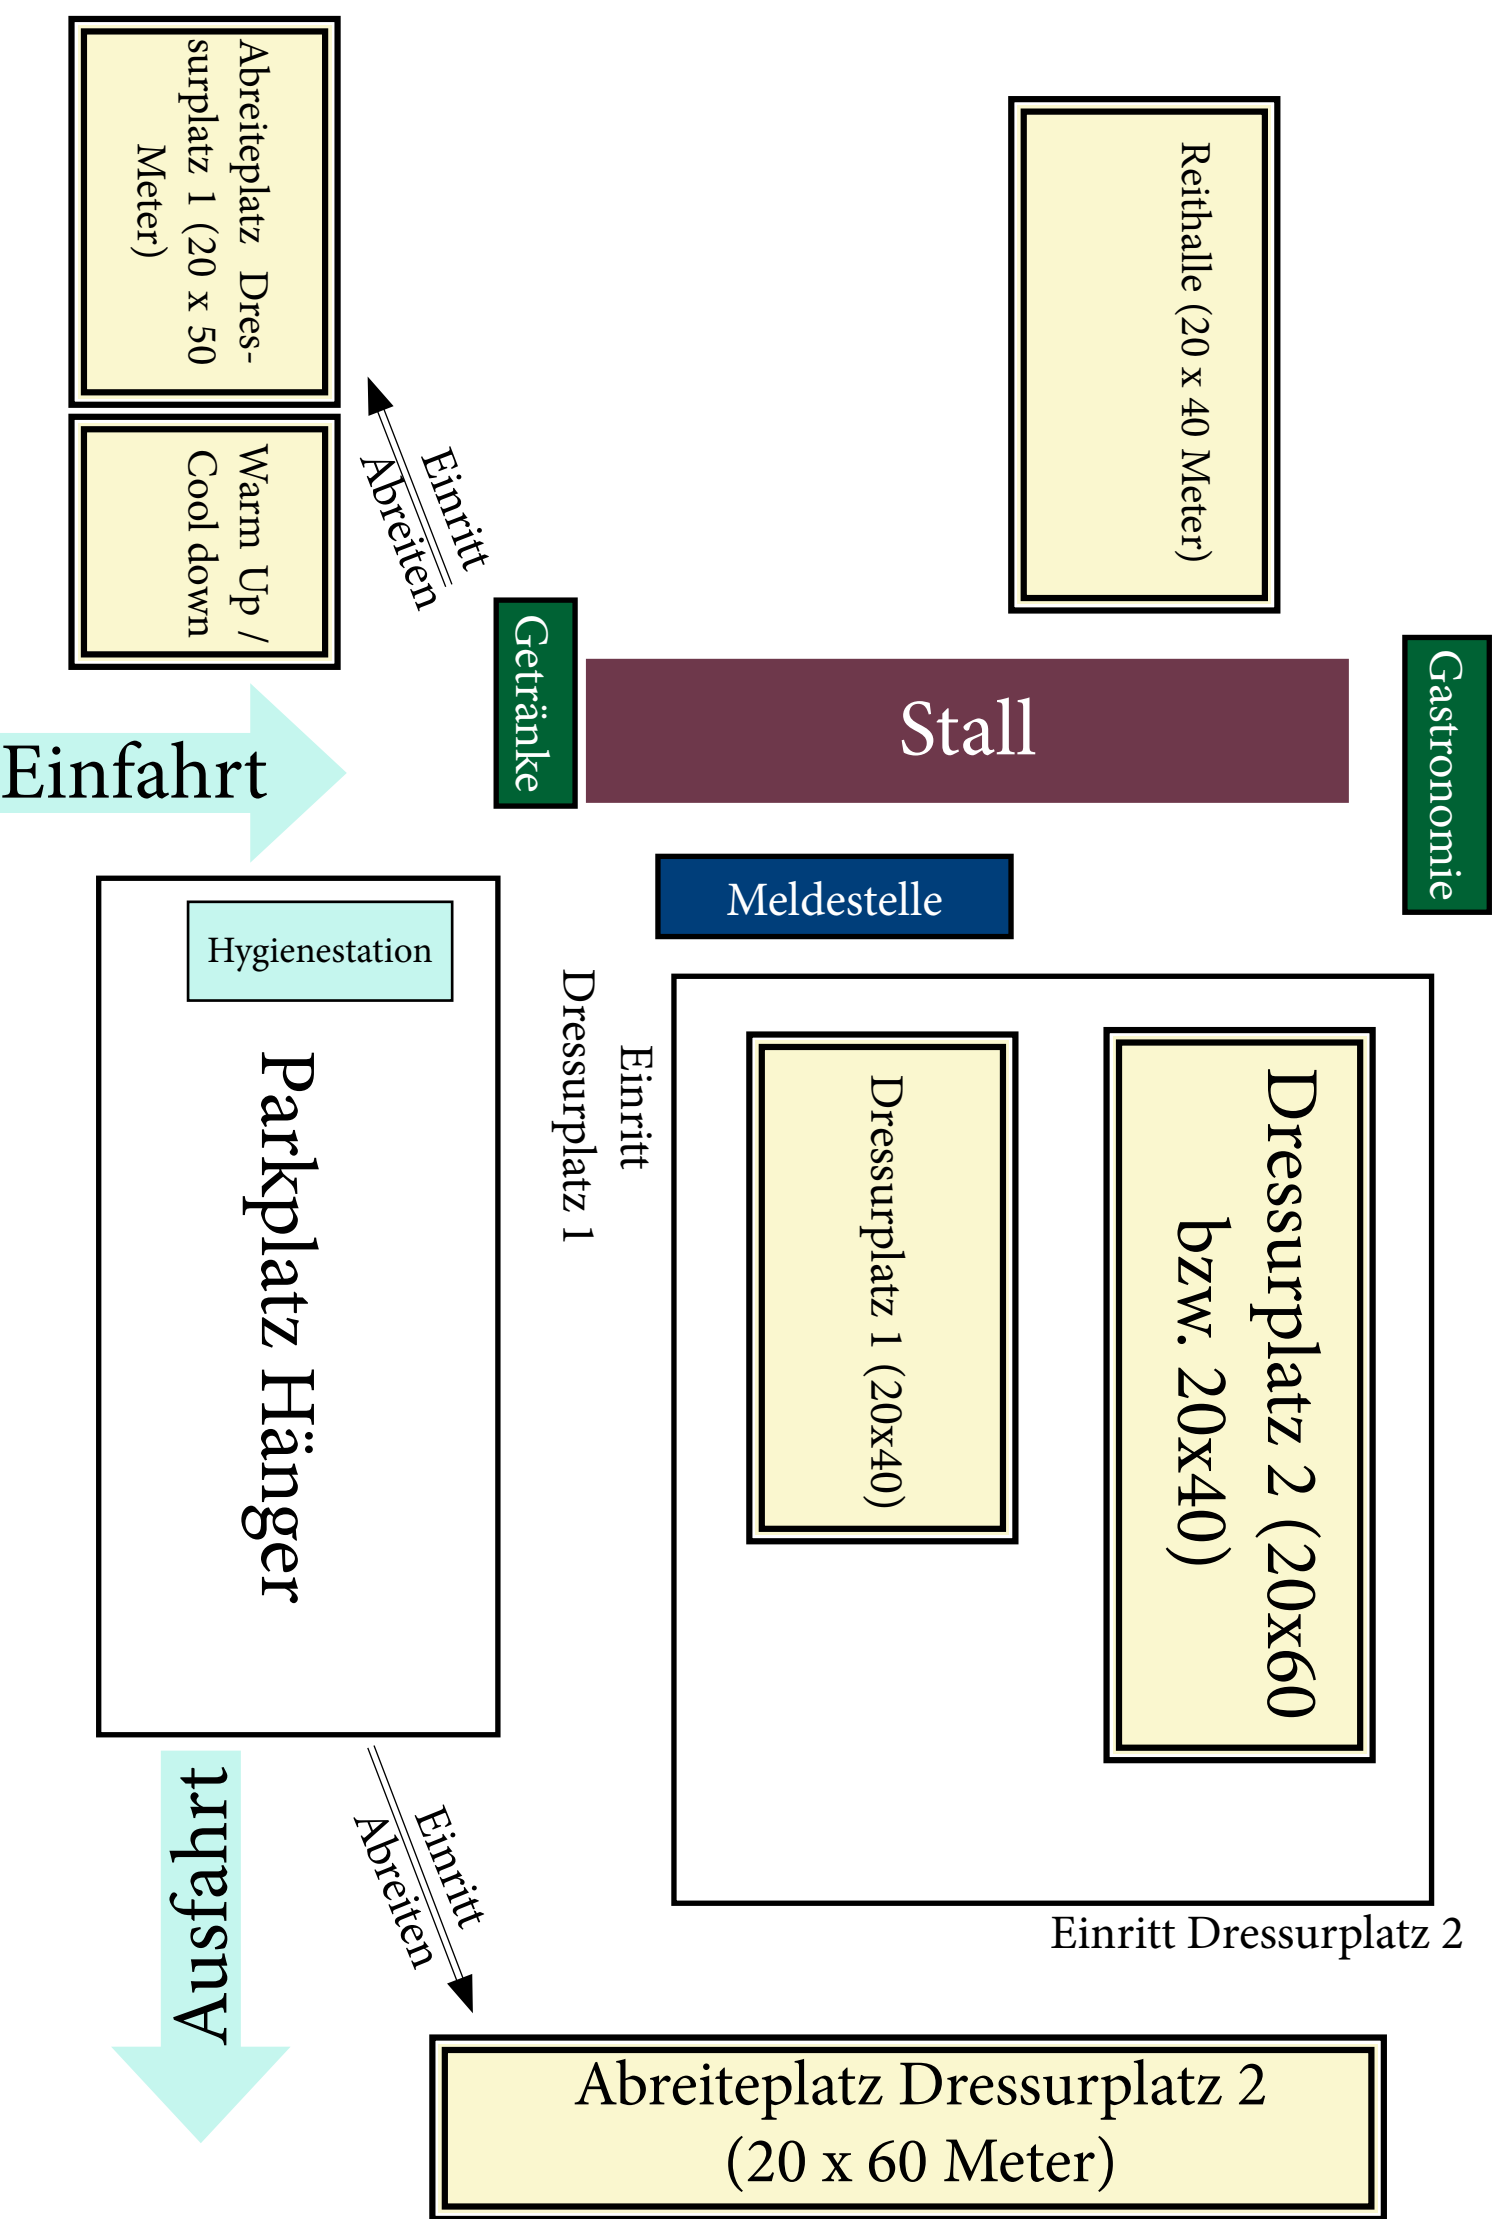 Abreiteplatz Dres-
surplatz 1 (20 x 50
Meter)
Reithalle (20 x 40 Meter)
Warm Up /
Cool down
Einritt
Abreiten
Getränke
Stall
Gastronomie
Einfahrt
Meldestelle
Hygienestation
Parkplatz Hänger
Einritt
Dressurplatz 1
Dressurplatz 1 (20x40)
Dressurplatz 2 (20x60
bzw. 20x40)
Ausfahrt
Einritt
Abreiten
Einritt Dressurplatz 2
Abreiteplatz Dressurplatz 2
(20 x 60 Meter)